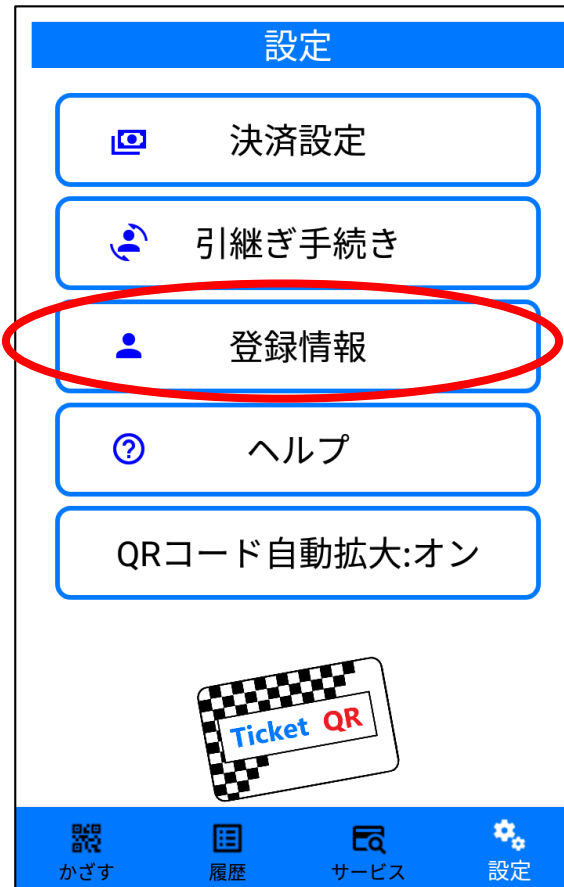 設定
決済設定
引継ぎ手続き
登録情報
ヘルプ
QRコード自動拡大:オン
Ticket QR
かざす
履歴
サービス
設定